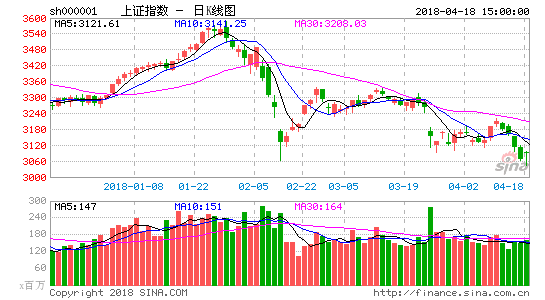 sh000001 上证指数 - 日K线图 2018-04-18 15:00:00
MA5:3121.61 MA10:3141.25 MA30:3208.03
3600
3540
3480
3420
3360
3300
3240
3180
3120
3060
3000
sina
2018-01-08 01-22 02-05 02-22 03-05 03-19 04-02 04-18
MA5:147 MA10:151 MA30:164
300
240
180
120
60
x百万
Copyright 2018 SINA.COM http://finance.sina.com.cn